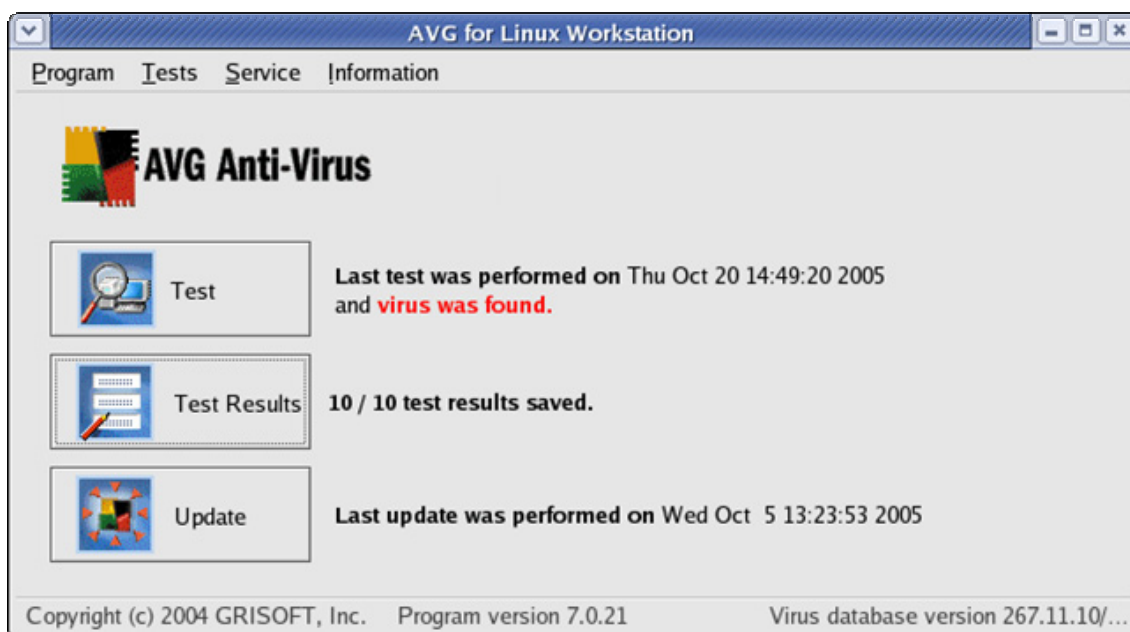 AVG for Linux Workstation
Program Tests Service Information
AVG Anti-Virus
Test
Last test was performed on Thu Oct 20 14:49:20 2005
and virus was found.
Test Results
10 / 10 test results saved.
Update
Last update was performed on Wed Oct 5 13:23:53 2005
Copyright (c) 2004 GRISOFT, Inc. Program version 7.0.21 Virus database version 267.11.10/...